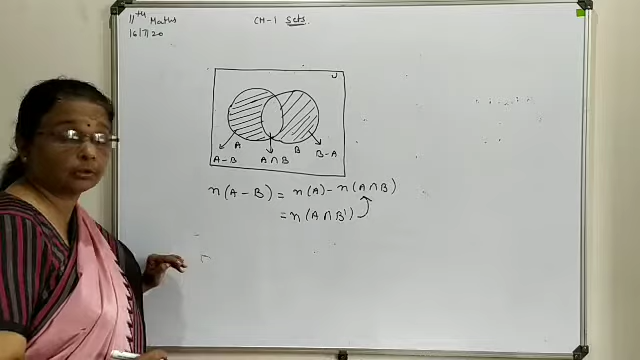 11th Maths CH-1 Sets.
16/7/20
U
A B
A-B A∩B B-A
n(A-B) = n(A) - n(A∩B)
= n(A∩B')